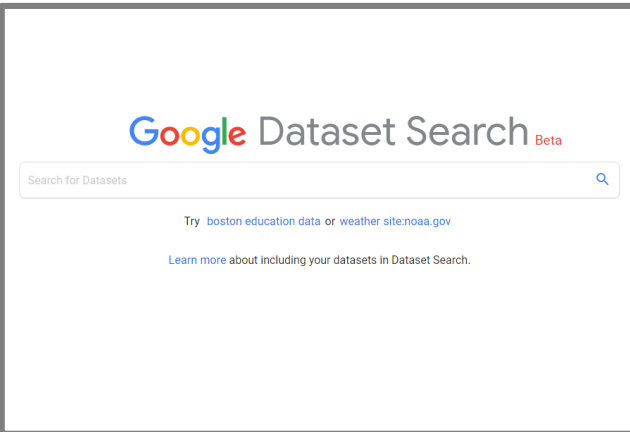 Google Dataset Search Beta
Search for Datasets
Try boston education data or weather site:noaa.gov
Learn more about including your datasets in Dataset Search.